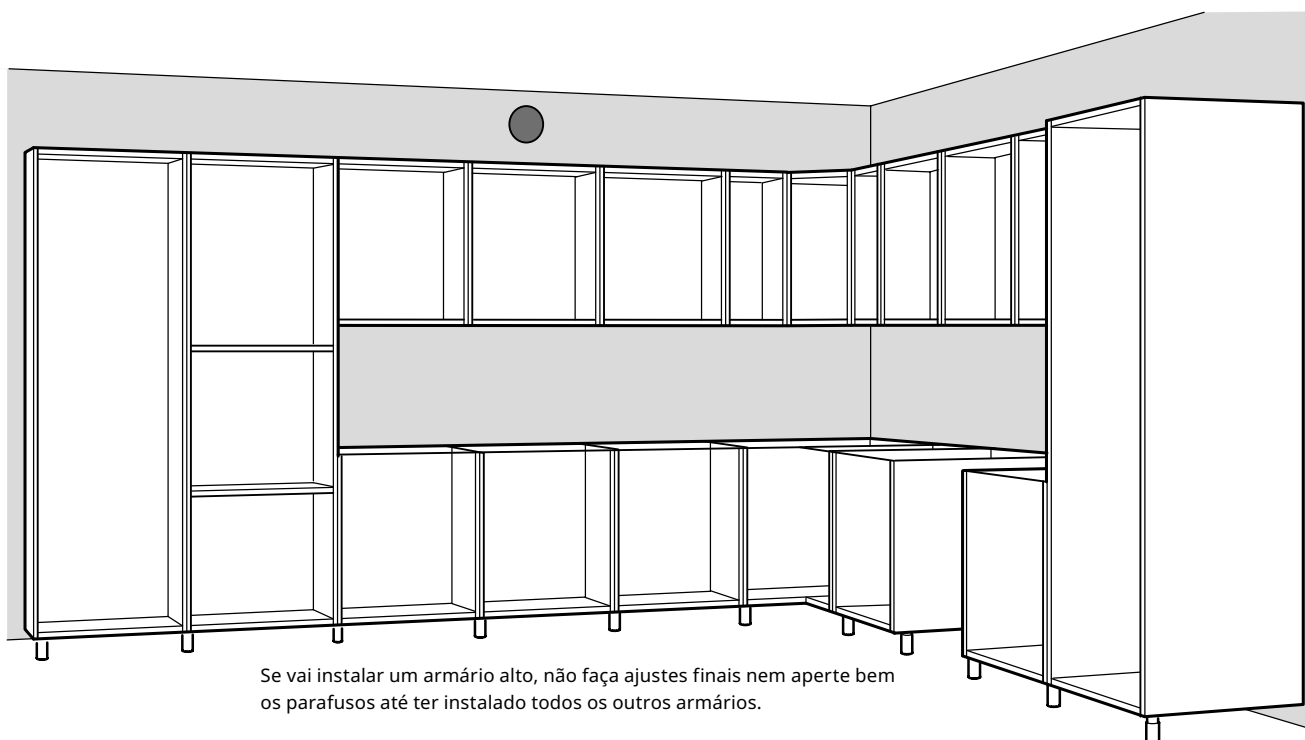 Se vai instalar um armário alto, não faça ajustes finais nem aperte bem
os parafusos até ter instalado todos os outros armários.